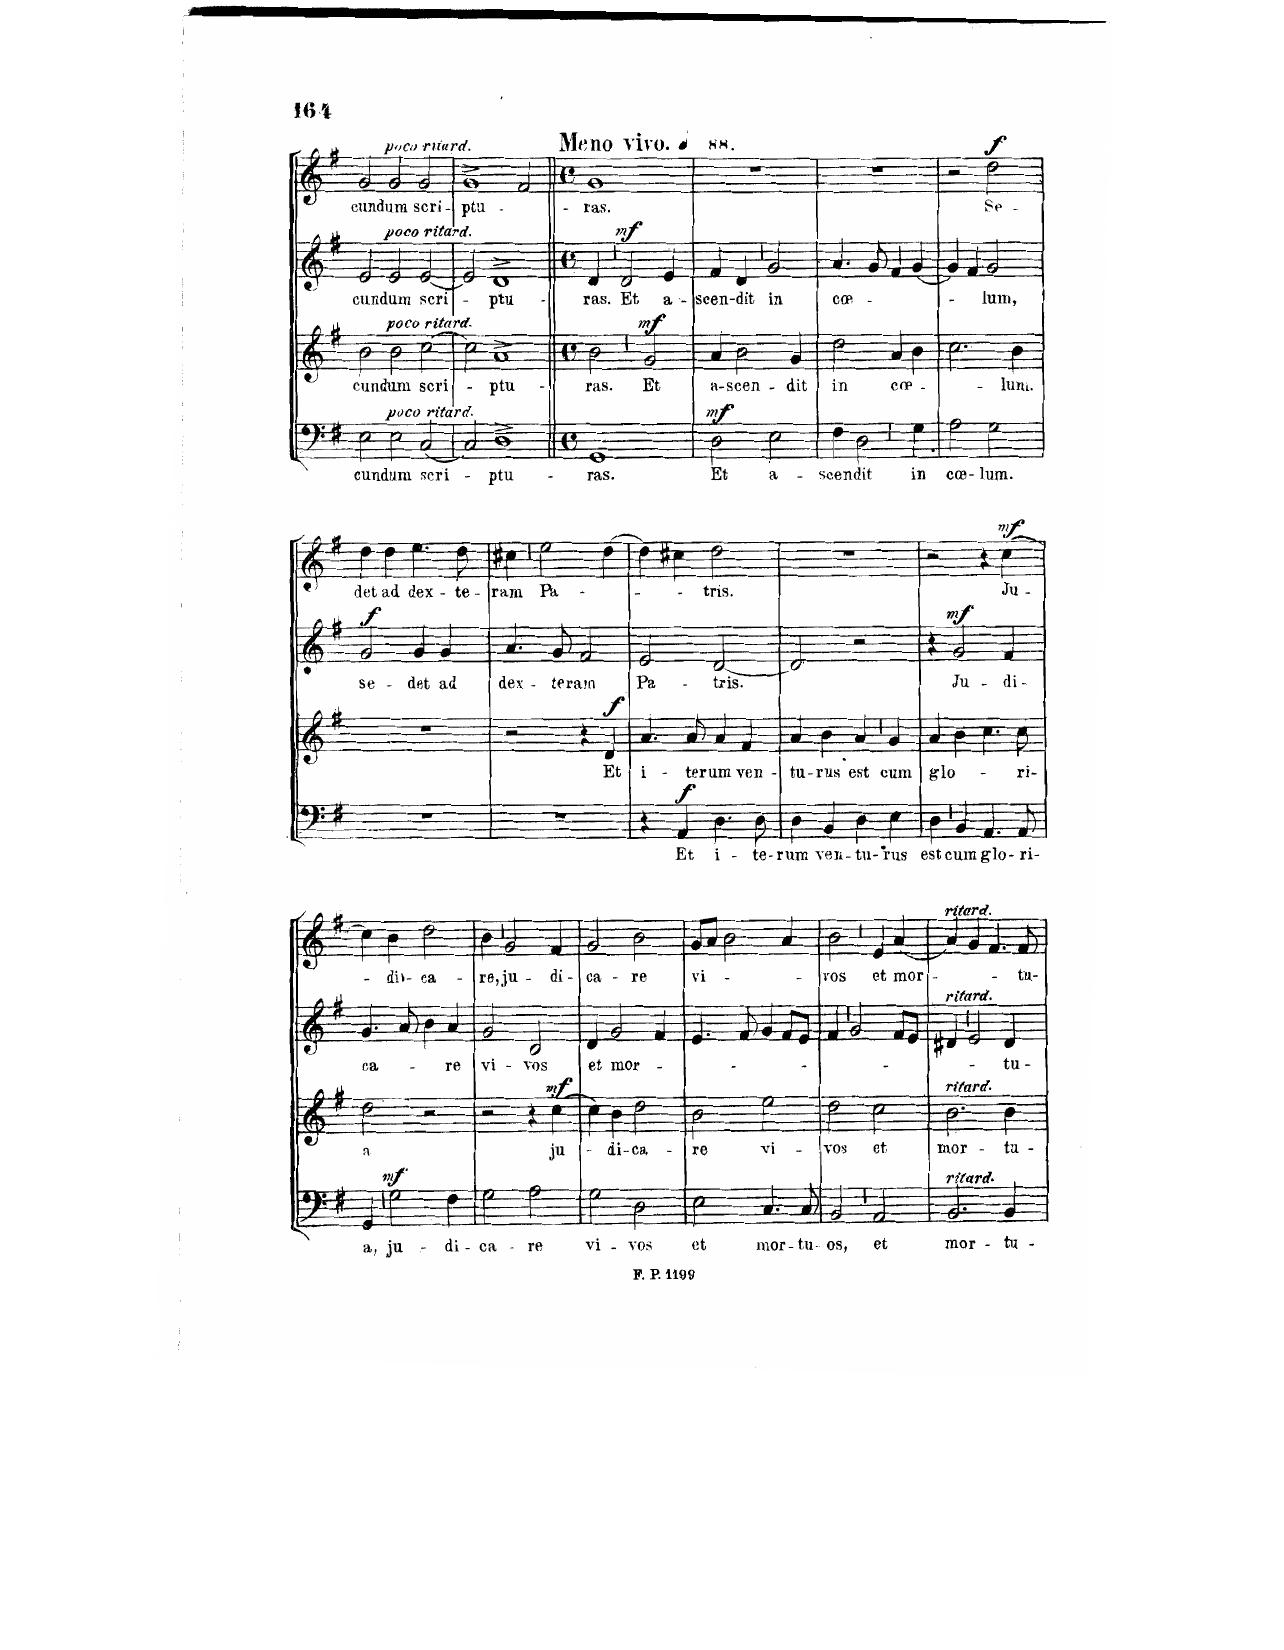 164
poco ritard. Meno vivo. 88. f
cundum scri - ptu - - ras. Se -
poco ritard. mf
cundum scri - ptu - ras. Et a - scen - dit in cœ - - lum,
poco ritard. mf
cundum scri - ptu - ras. Et a - scen - dit in cœ - - lum.
poco ritard. mf
cundum scri - ptu - ras. Et a - scendit in cœ - lum.
mf
det ad dex - te - ram Pa - - - tris. Ju -
f mf
se - det ad dex - teram Pa - tris. Ju - di -
f
Et i - terum ven - tu - rus est cum glo - ri -
f
Et i - te - rum ven - tu - rus est cum glo - ri -
ritard.
- di - ca - re, ju - di - ca - re vi - - - vos et mor - - tu -
ritard.
ca - re vi - vos et mor - - - - - - tu -
mf ritard.
a ju - di - ca - re vi - vos et mor - tu -
mf ritard.
a, ju - di - ca - re vi - vos et mor - tu - os, et mor - tu -
F. P. 1199